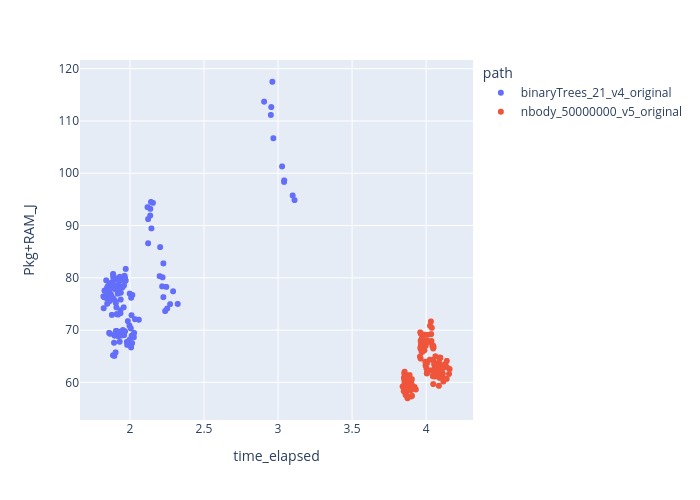 path
binaryTrees_21_v4_original
nbody_50000000_v5_original
120
110
100
90
80
70
60
Pkg+RAM_J
2
2.5
3
3.5
4
time_elapsed